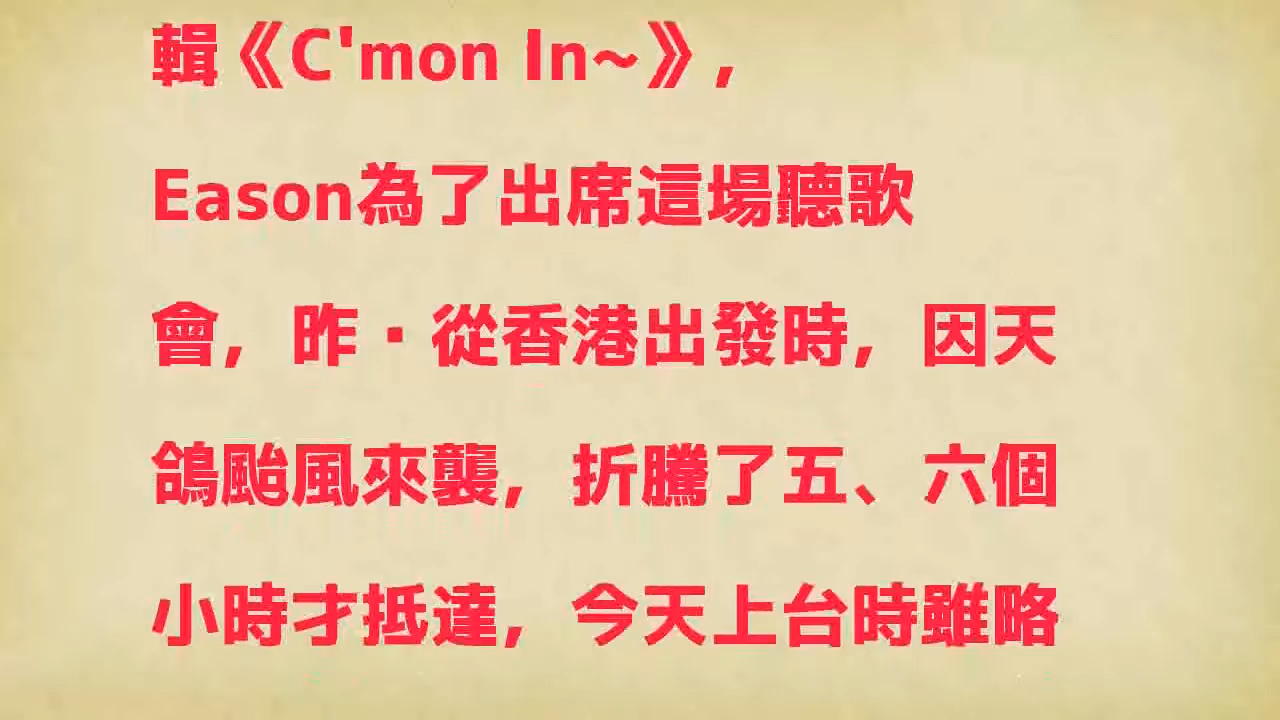 輯《C'mon In~》,
Eason為了出席這場聽歌
會，昨·從香港出發時，因天
鴿颱風來襲，折騰了五、六個
小時才抵達，今天上台時雖略